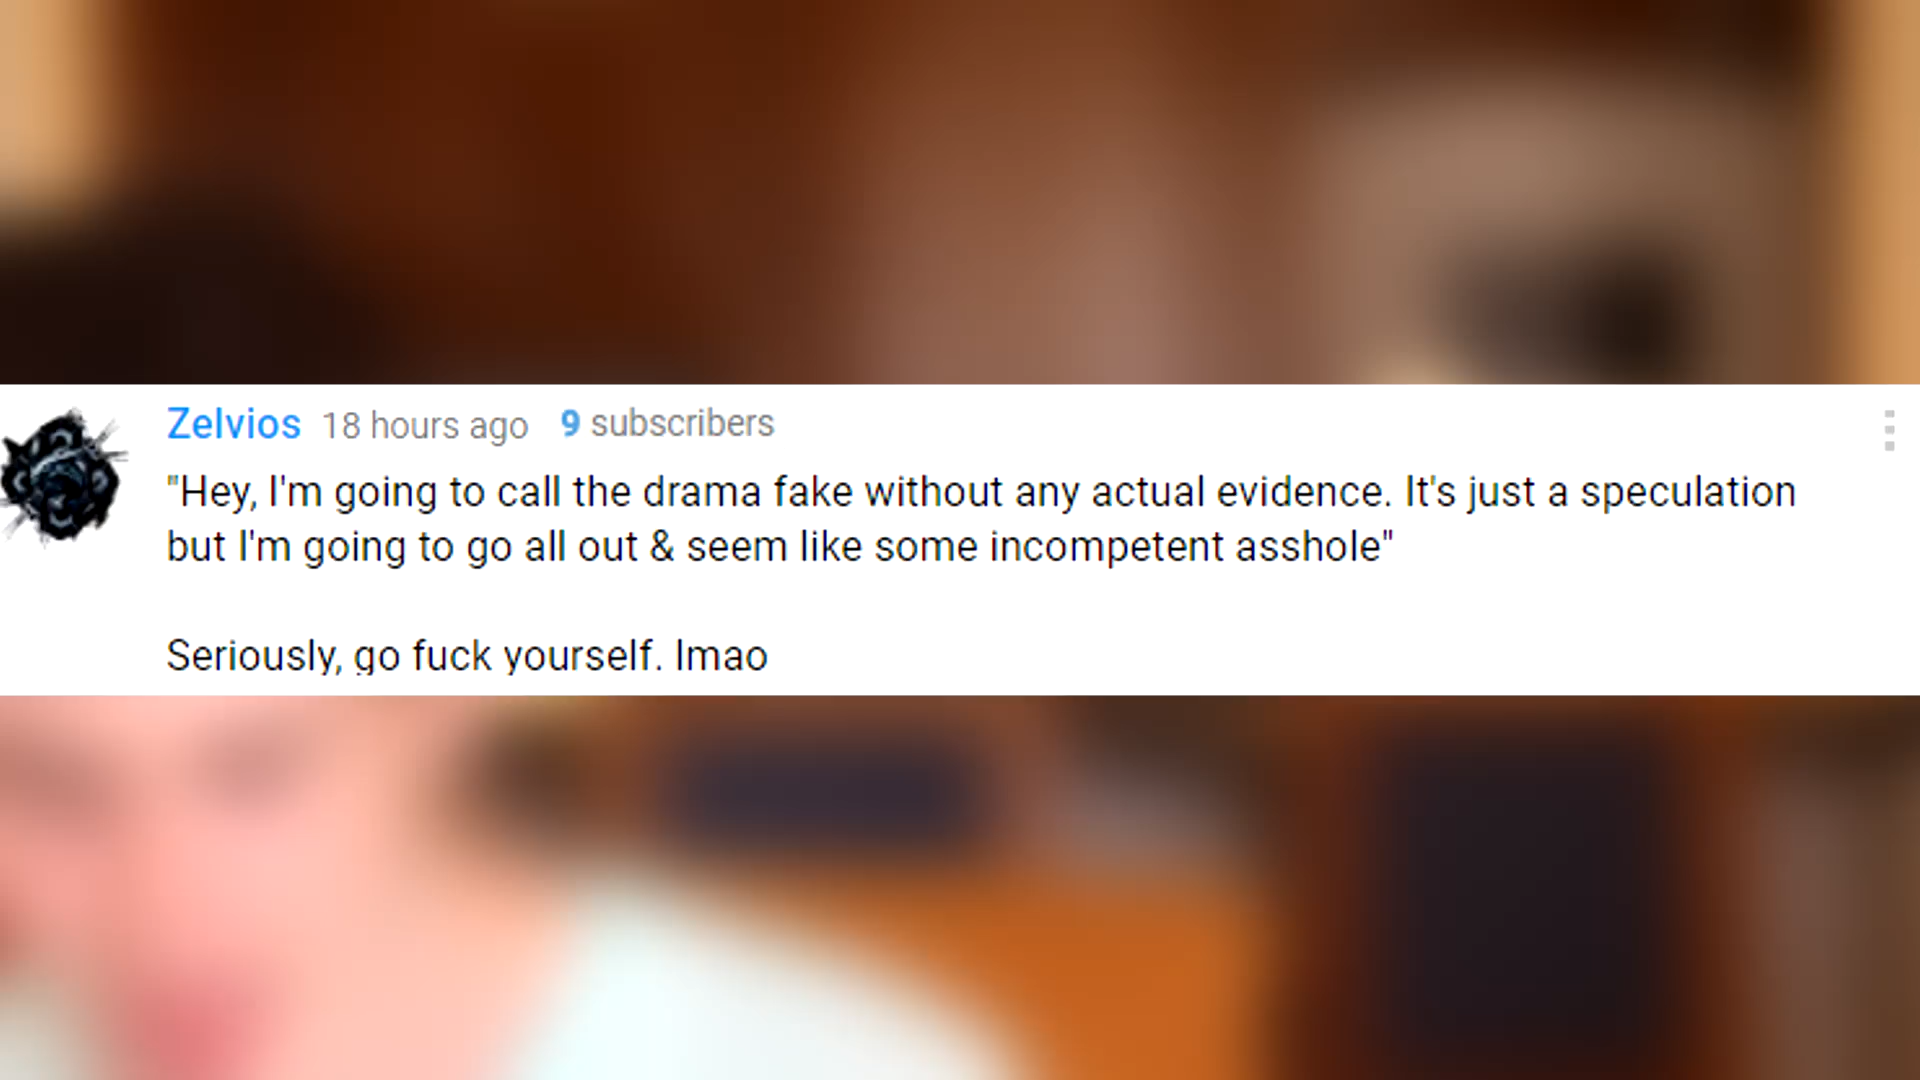 Zelvios 18 hours ago 9 subscribers
"Hey, I'm going to call the drama fake without any actual evidence. It's just a speculation
but I'm going to go all out & seem like some incompetent asshole"
Seriously, go fuck yourself. lmao